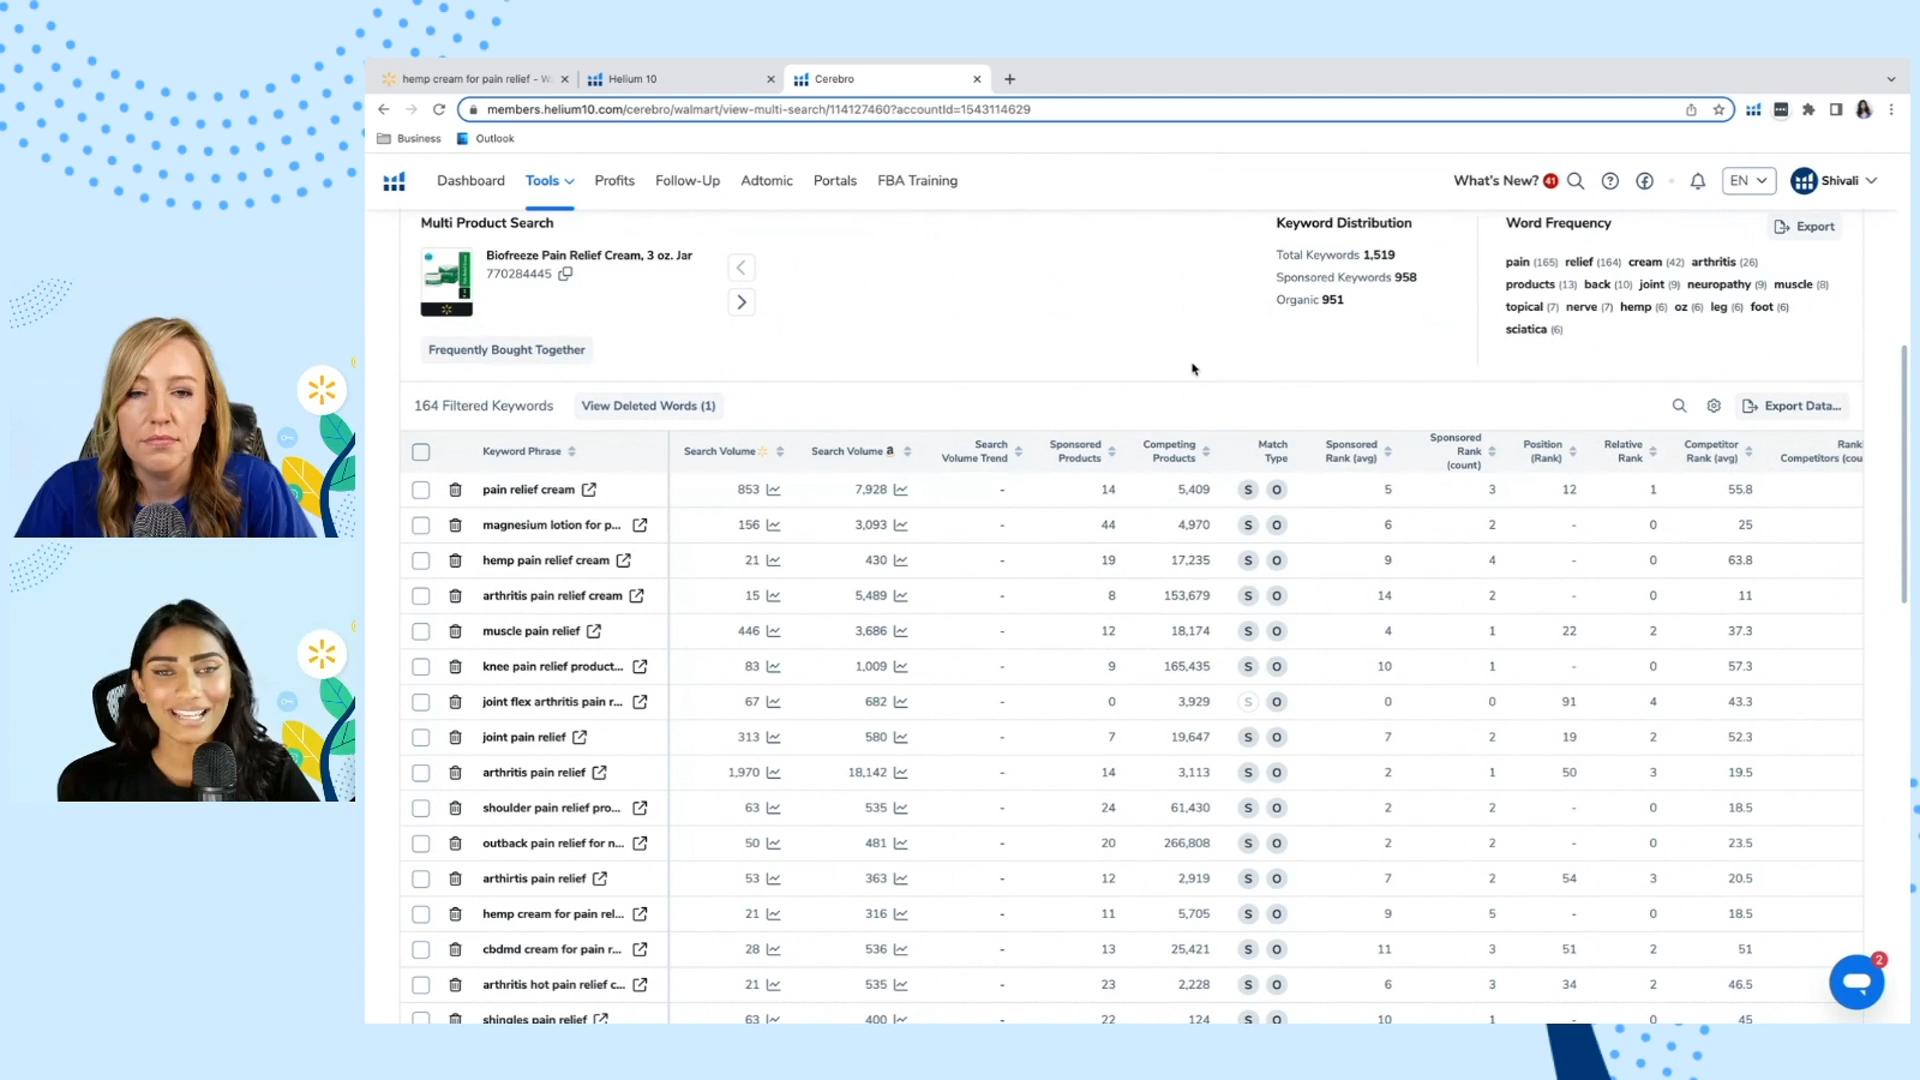 hemp cream for pain relief - W
Helium 10
Cerebro
members.helium10.com/cerebro/walmart/view-multi-search/114127460?accountId=1543114629
Business Outlook
Dashboard Tools Profits Follow-Up Adtomic Portals FBA Training What's New? 41 EN Shivali
Multi Product Search
Biofreeze Pain Relief Cream, 3 oz. Jar
770284445
Frequently Bought Together
Keyword Distribution
Total Keywords 1,519
Sponsored Keywords 958
Organic 951
Word Frequency Export
pain (165) relief (164) cream (42) arthritis (26)
products (13) back (10) joint (9) neuropathy (9) muscle (8)
topical (7) nerve (7) hemp (6) oz (6) leg (6) foot (6)
sciatica (6)
164 Filtered Keywords View Deleted Words (1) Export Data...
Keyword Phrase Search Volume Search Volume a Search Volume Trend Sponsored Products Competing Products Match Type Sponsored Rank (avg) Sponsored Rank (count) Position (Rank) Relative Rank Competitor Rank (avg) Ranki Competitors (cou
pain relief cream 853 7,928 - 14 5,409 S O 5 3 12 1 55.8
magnesium lotion for p... 156 3,093 - 44 4,970 S O 6 2 - 0 25
hemp pain relief cream 21 430 - 19 17,235 S O 9 4 - 0 63.8
arthritis pain relief cream 15 5,489 - 8 153,679 S O 14 2 - 0 11
muscle pain relief 446 3,686 - 12 18,174 S O 4 1 22 2 37.3
knee pain relief product... 83 1,009 - 9 165,435 S O 10 1 - 0 57.3
joint flex arthritis pain r... 67 682 - 0 3,929 S O 0 0 91 4 43.3
joint pain relief 313 580 - 7 19,647 S O 7 2 19 2 52.3
arthritis pain relief 1,970 18,142 - 14 3,113 S O 2 1 50 3 19.5
shoulder pain relief pro... 63 535 - 24 61,430 S O 2 2 - 0 18.5
outback pain relief for n... 50 481 - 20 266,808 S O 2 2 - 0 23.5
arthirtis pain relief 53 363 - 12 2,919 S O 7 2 54 3 20.5
hemp cream for pain rel... 21 316 - 11 5,705 S O 9 5 - 0 18.5
cbdmd cream for pain r... 28 536 - 13 25,421 S O 11 3 51 2 51
arthritis hot pain relief c... 21 535 - 23 2,228 S O 6 3 34 2 46.5
shingles pain relief 63 400 - 22 124 S O 10 1 - 0 45
2